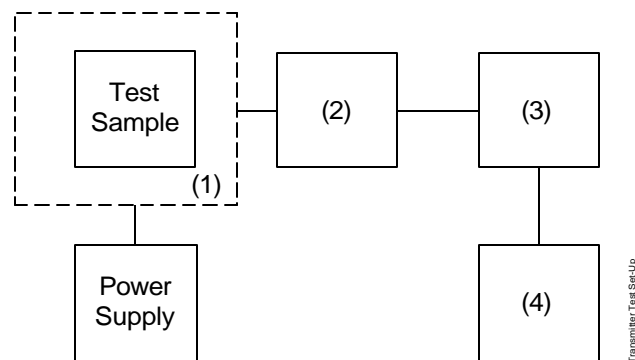 Test
Sample
(1)
(2)
(3)
Power
Supply
(4)
Transmitter Test Set-Up